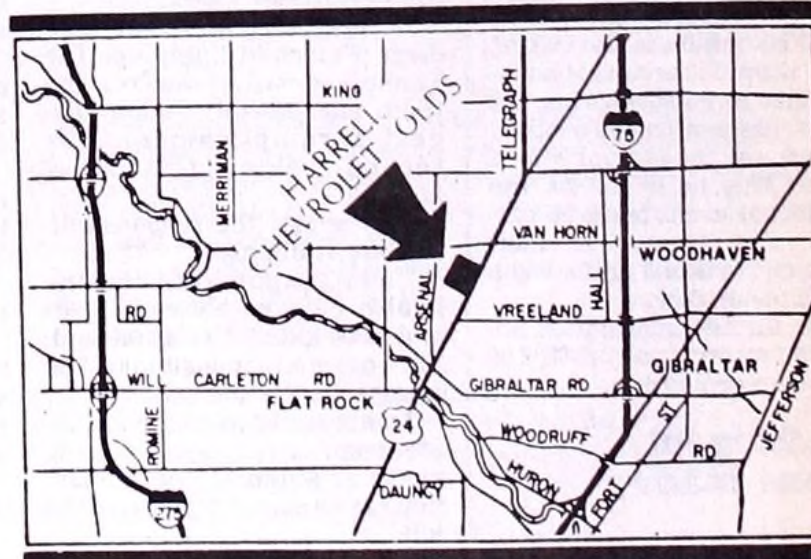 KING
TELEGRAPH
78
MERRIMAN
HARRELL
CHEVROLET OLDS
VAN HORN
WOODHAVEN
ARSENAL
HALL
RD
VREELAND
WILL CARLETON RD
GIBRALTAR RD
GIBRALTAR
FLAT ROCK
ST
JEFFERSON
24
WOODRUFF
RD
ROMINE
HURON
FORT
DAUNCY
275